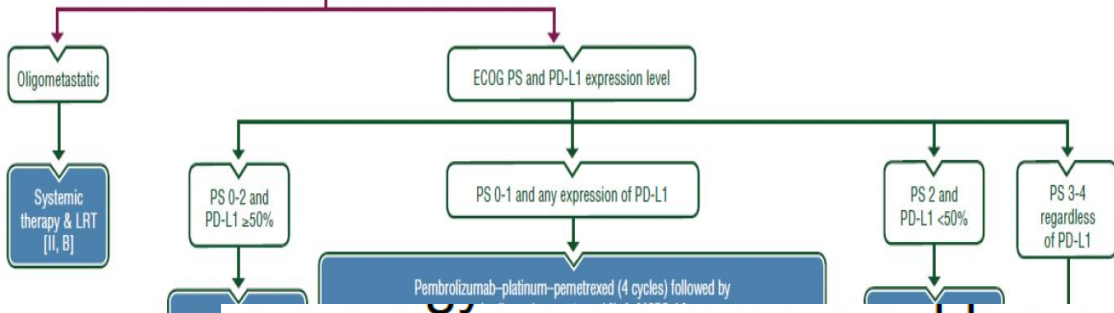 Oligometastatic
ECOG PS and PD-L1 expression level
Systemic
therapy & LRT
[II, B]
PS 0-2 and
PD-L1 ≥50%
PS 0-1 and any expression of PD-L1
PS 2 and
PD-L1 <50%
PS 3-4
regardless
of PD-L1
Pembrolizumab–platinum–pemetrexed (4 cycles) followed by